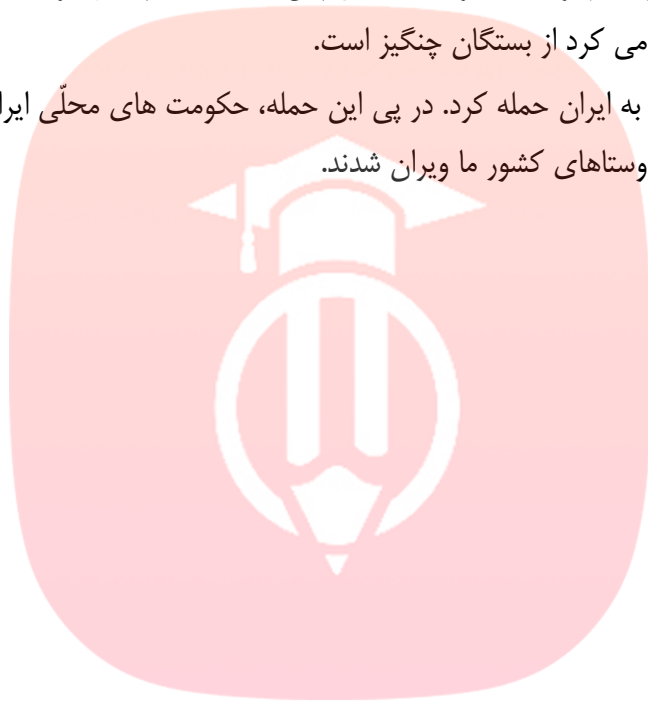 می کرد از بستگان چنگیز است.
به ایران حمله کرد. در پی این حمله، حکومت های محلّی
وستاهای کشور ما ویران شدند.